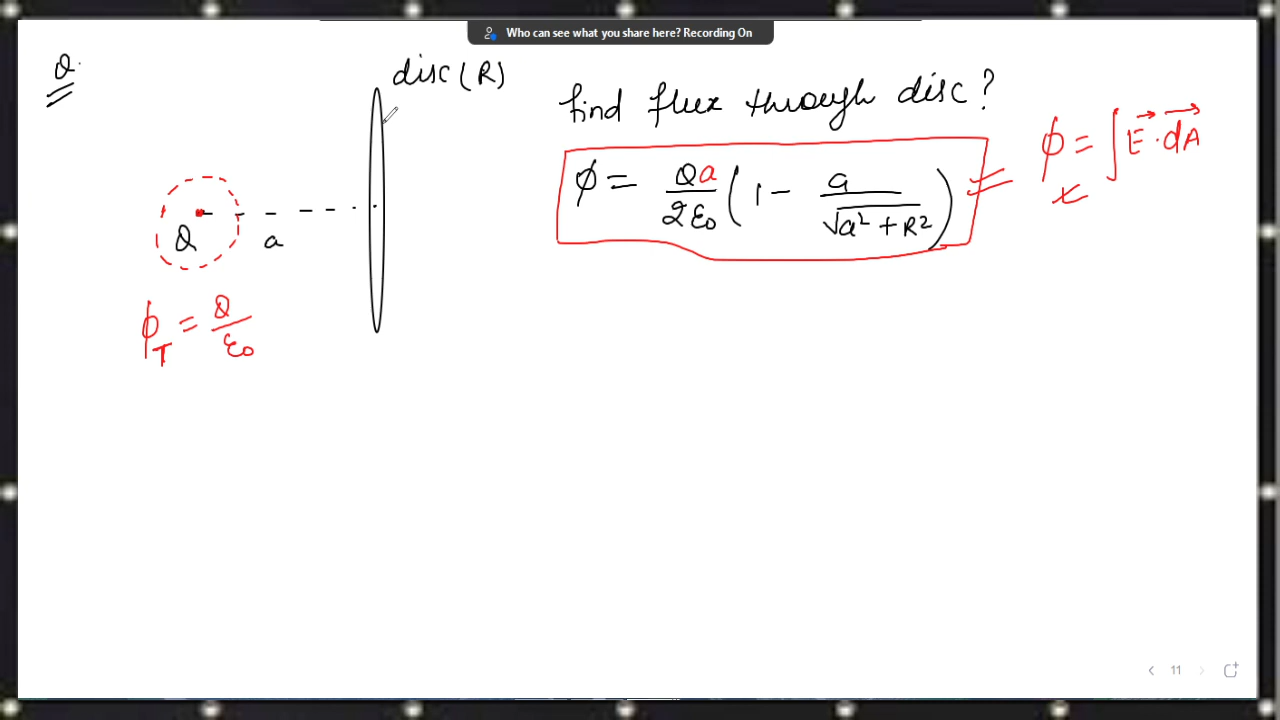 Who can see what you share here? Recording On
Q.
disc (R)
find flux through disc?
φ = Qa/2ε₀ (1 - a/√a² + R²) = φ = ∫E⃗ · dA⃗
Q a
φ_T = Q/ε₀
11